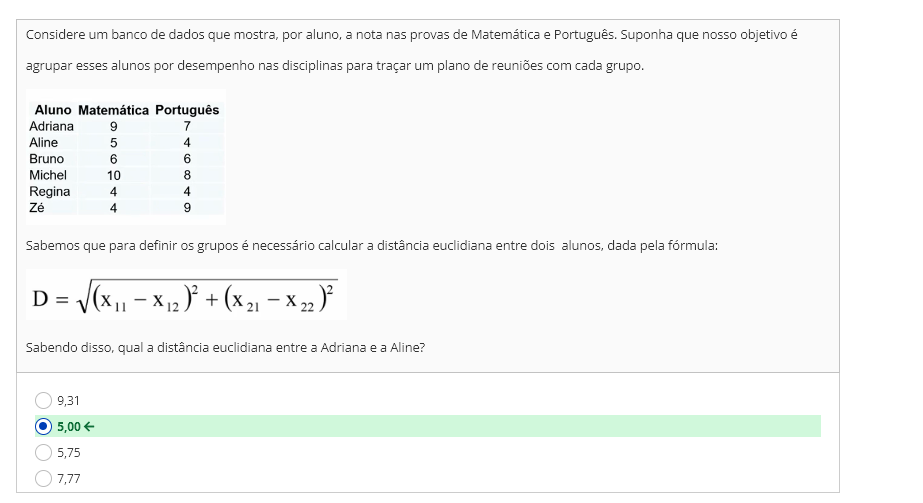 Considere um banco de dados que mostra, por aluno, a nota nas provas de Matemática e Português. Suponha que nosso objetivo é
agrupar esses alunos por desempenho nas disciplinas para traçar um plano de reuniões com cada grupo.
Aluno Matemática Português
Adriana 9 7
Aline 5 4
Bruno 6 6
Michel 10 8
Regina 4 4
Zé 4 9
Sabemos que para definir os grupos é necessário calcular a distância euclidiana entre dois alunos, dada pela fórmula:
D = √(x₁₁ − x₁₂)² + (x₂₁ − x₂₂)²
Sabendo disso, qual a distância euclidiana entre a Adriana e a Aline?
9,31
5,00 ←
5,75
7,77